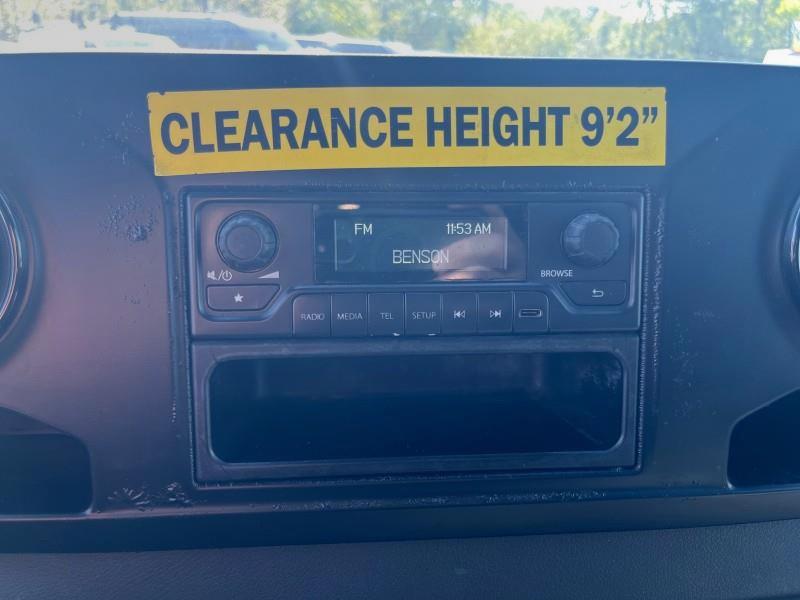 CLEARANCE HEIGHT 9'2"
FM 11:53 AM
BENSON
BROWSE
RADIO MEDIA TEL SETUP